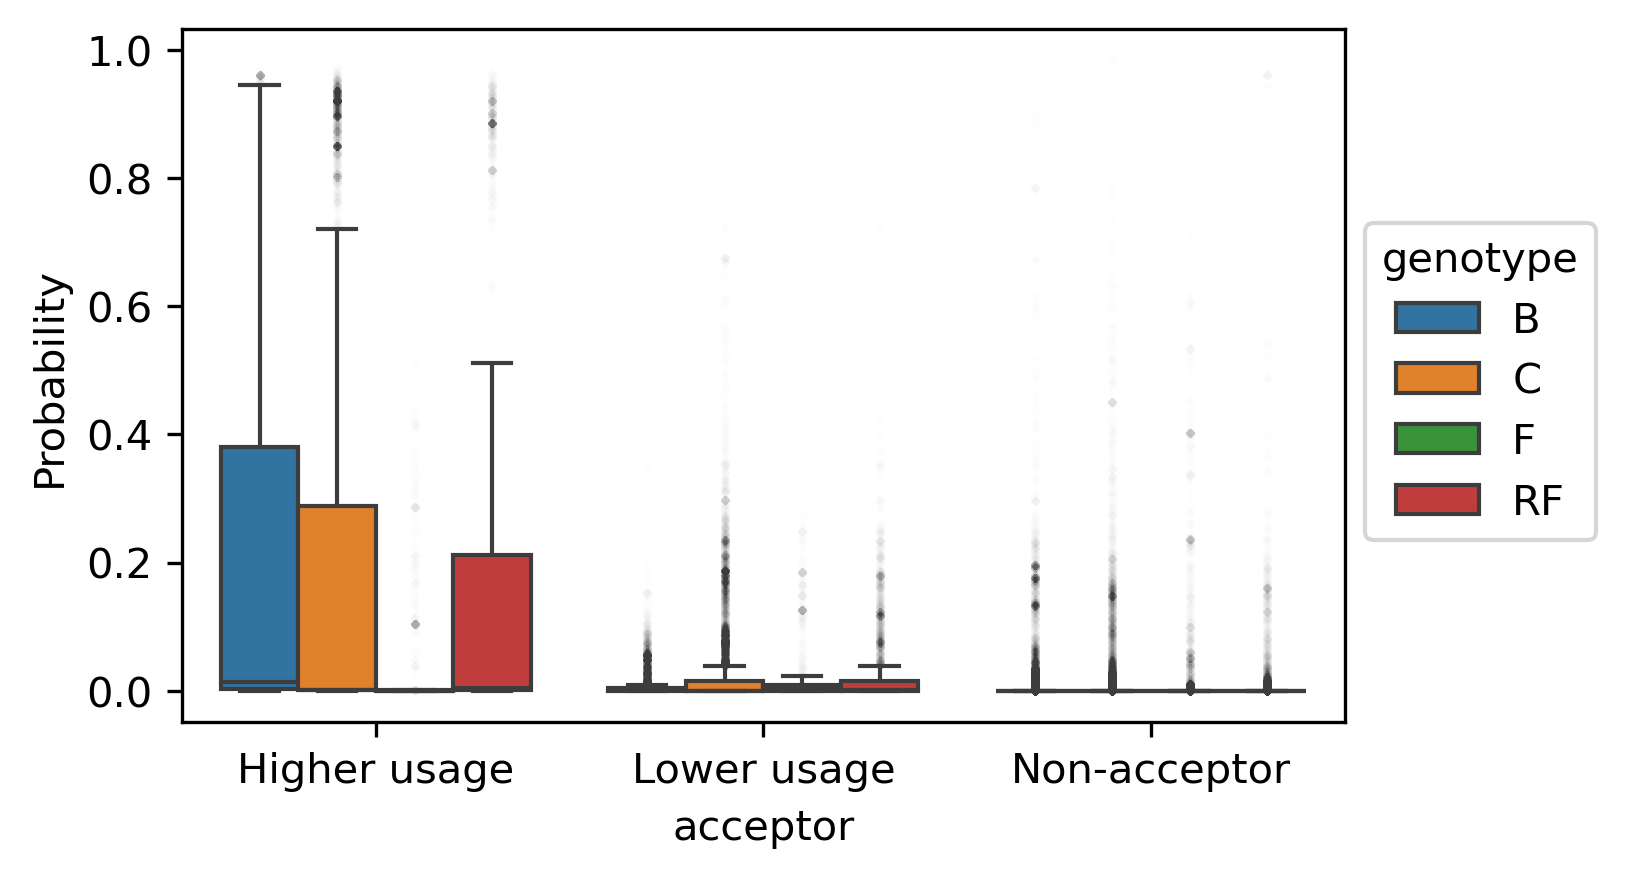 1.0
0.8
0.6
0.4
0.2
0.0
Probability
Higher usage
Lower usage
Non-acceptor
acceptor
genotype
B
C
F
RF